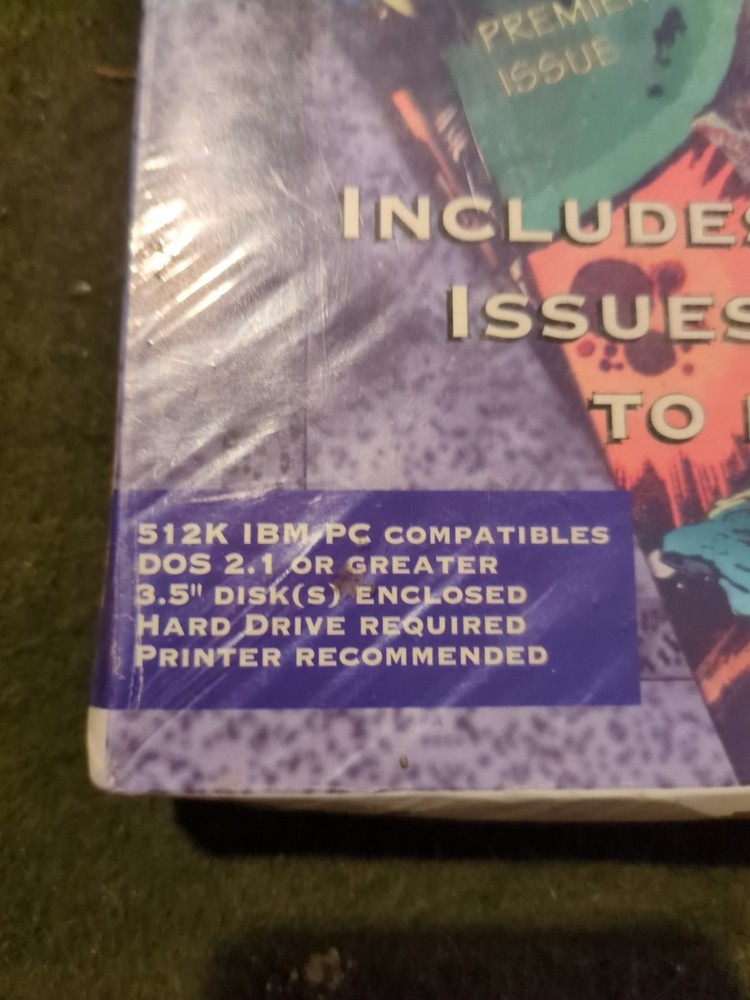 PREMIER
ISSUE
INCLUDES
ISSUES
TO
512K IBM PC COMPATIBLES
DOS 2.1 OR GREATER
3.5" DISK(S) ENCLOSED
HARD DRIVE REQUIRED
PRINTER RECOMMENDED